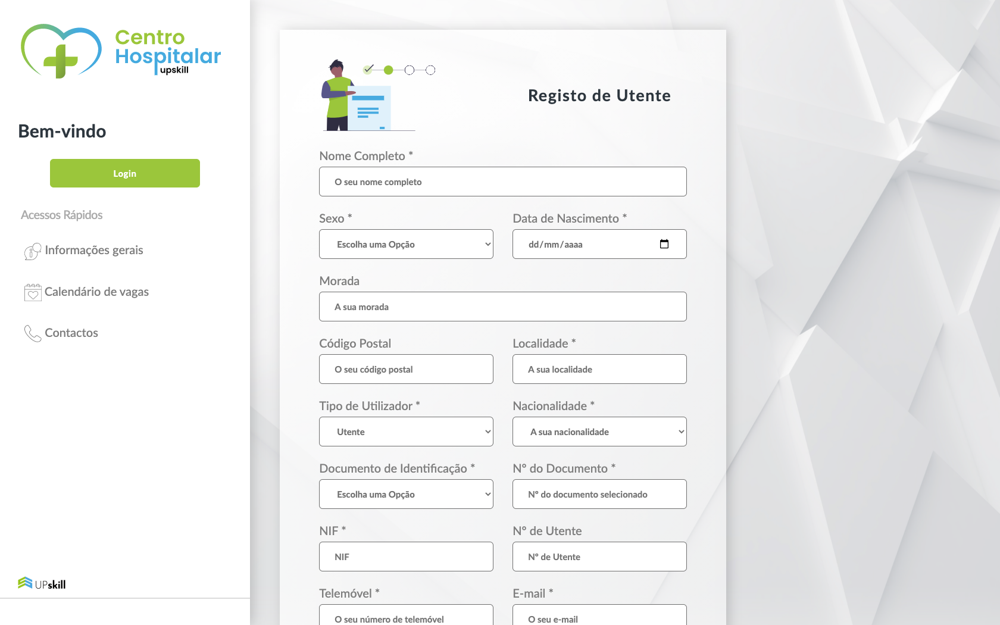 Centro
Hospitalar
upskill
Bem-vindo
Login
Acessos Rápidos
Informações gerais
Calendário de vagas
Contactos
UPskill
Registo de Utente
Nome Completo *
O seu nome completo
Sexo * Data de Nascimento *
Escolha uma Opção dd/mm/aaaa
Morada
A sua morada
Código Postal Localidade *
O seu código postal A sua localidade
Tipo de Utilizador * Nacionalidade *
Utente A sua nacionalidade
Documento de Identificação * Nº do Documento *
Escolha uma Opção Nº do documento selecionado
NIF * Nº de Utente
NIF Nº de Utente
Telemóvel * E-mail *
O seu número de telemóvel O seu e-mail